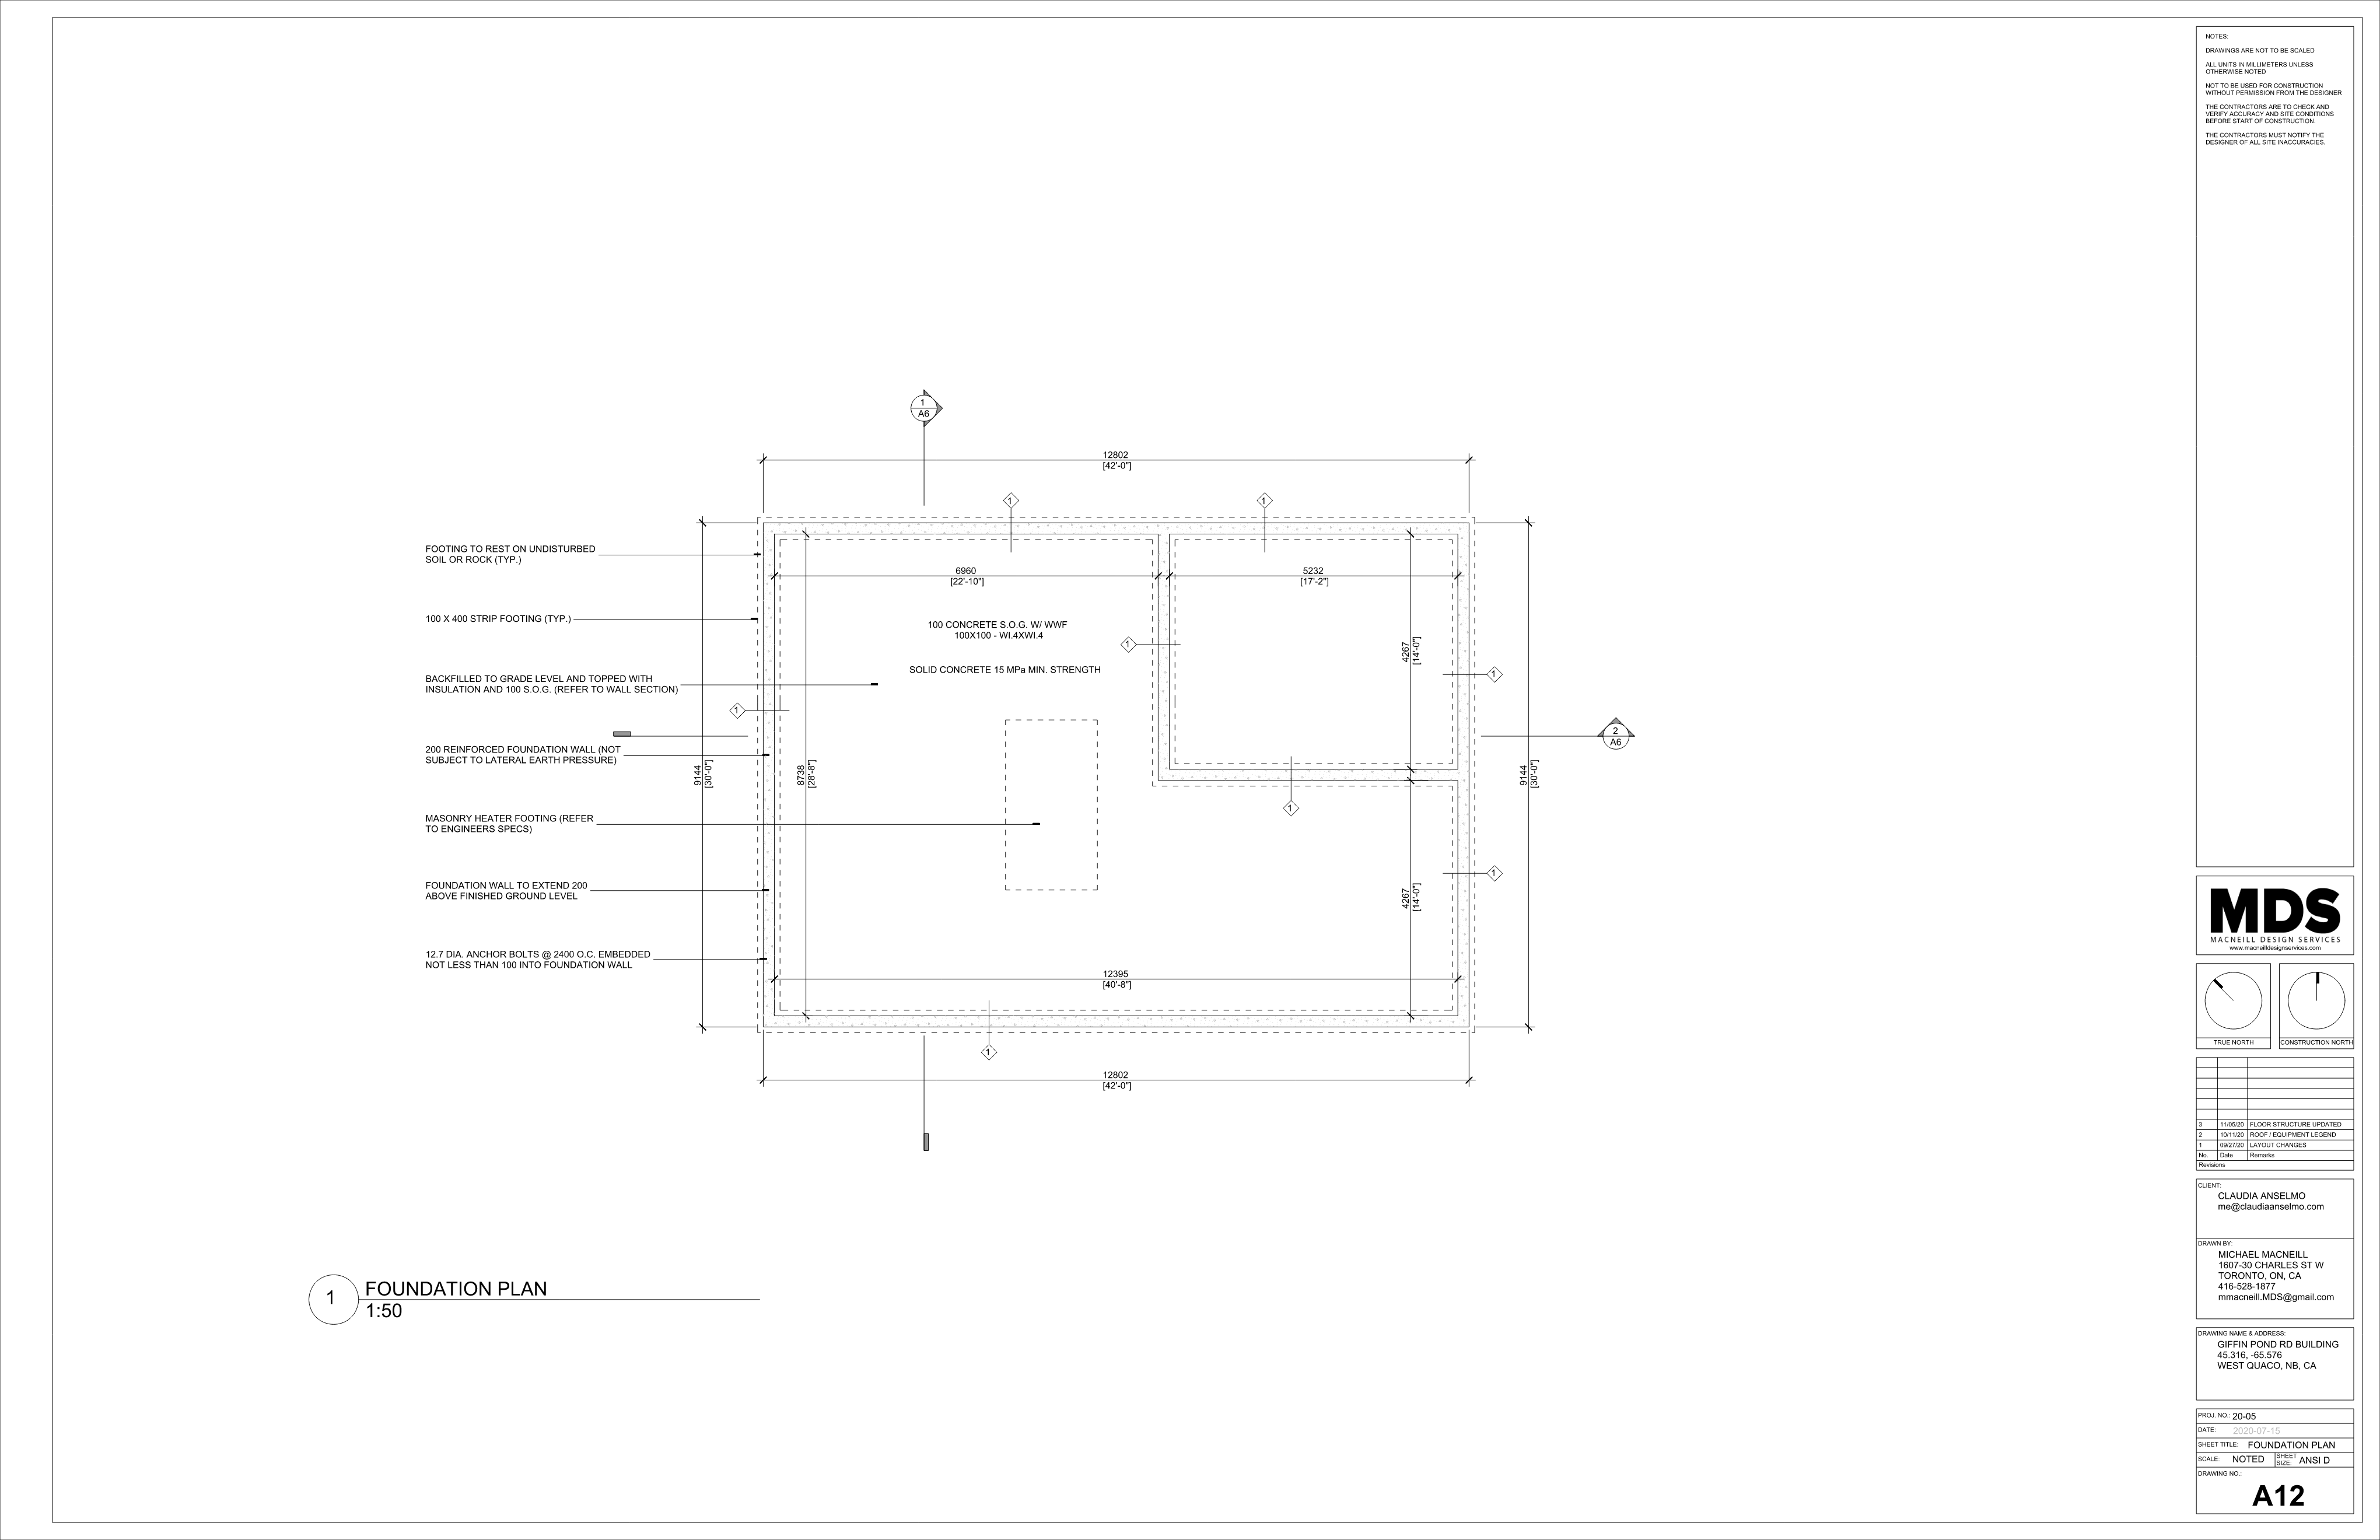 NOTES:
DRAWINGS ARE NOT TO BE SCALED
ALL UNITS IN MILLIMETERS UNLESS
OTHERWISE NOTED
NOT TO BE USED FOR CONSTRUCTION
WITHOUT PERMISSION FROM THE DESIGNER
THE CONTRACTORS ARE TO CHECK AND
VERIFY ACCURACY AND SITE CONDITIONS
BEFORE START OF CONSTRUCTION.
THE CONTRACTORS MUST NOTIFY THE
DESIGNER OF ALL SITE INACCURACIES.
1
A6
12802
[42'-0"]
1
1
FOOTING TO REST ON UNDISTURBED
SOIL OR ROCK (TYP.)
6960
[22'-10"]
5232
[17'-2"]
100 X 400 STRIP FOOTING (TYP.)
100 CONCRETE S.O.G. W/ WWF
100X100 - WI.4XWI.4
1
4267
[14'-0"]
SOLID CONCRETE 15 MPa MIN. STRENGTH
1
BACKFILLED TO GRADE LEVEL AND TOPPED WITH
INSULATION AND 100 S.O.G. (REFER TO WALL SECTION)
1
2
A6
200 REINFORCED FOUNDATION WALL (NOT
SUBJECT TO LATERAL EARTH PRESSURE)
9144
[30'-0"]
8738
[28'-8"]
9144
[30'-0"]
1
MASONRY HEATER FOOTING (REFER
TO ENGINEERS SPECS)
1
FOUNDATION WALL TO EXTEND 200
ABOVE FINISHED GROUND LEVEL
4267
[14'-0"]
12.7 DIA. ANCHOR BOLTS @ 2400 O.C. EMBEDDED
NOT LESS THAN 100 INTO FOUNDATION WALL
12395
[40'-8"]
1
12802
[42'-0"]
1
FOUNDATION PLAN
1:50
MDS
MACNEILL DESIGN SERVICES
www.macneilldesignservices.com
TRUE NORTH
CONSTRUCTION NORTH
3 11/05/20 FLOOR STRUCTURE UPDATED
2 10/11/20 ROOF / EQUIPMENT LEGEND
1 09/27/20 LAYOUT CHANGES
No. Date Remarks
Revisions
CLIENT:
CLAUDIA ANSELMO
me@claudiaanselmo.com
DRAWN BY:
MICHAEL MACNEILL
1607-30 CHARLES ST W
TORONTO, ON, CA
416-528-1877
mmacneill.MDS@gmail.com
DRAWING NAME & ADDRESS:
GIFFIN POND RD BUILDING
45.316, -65.576
WEST QUACO, NB, CA
PROJ. NO.: 20-05
DATE: 2020-07-15
SHEET TITLE: FOUNDATION PLAN
SCALE: NOTED SHEET SIZE: ANSI D
DRAWING NO.:
A12